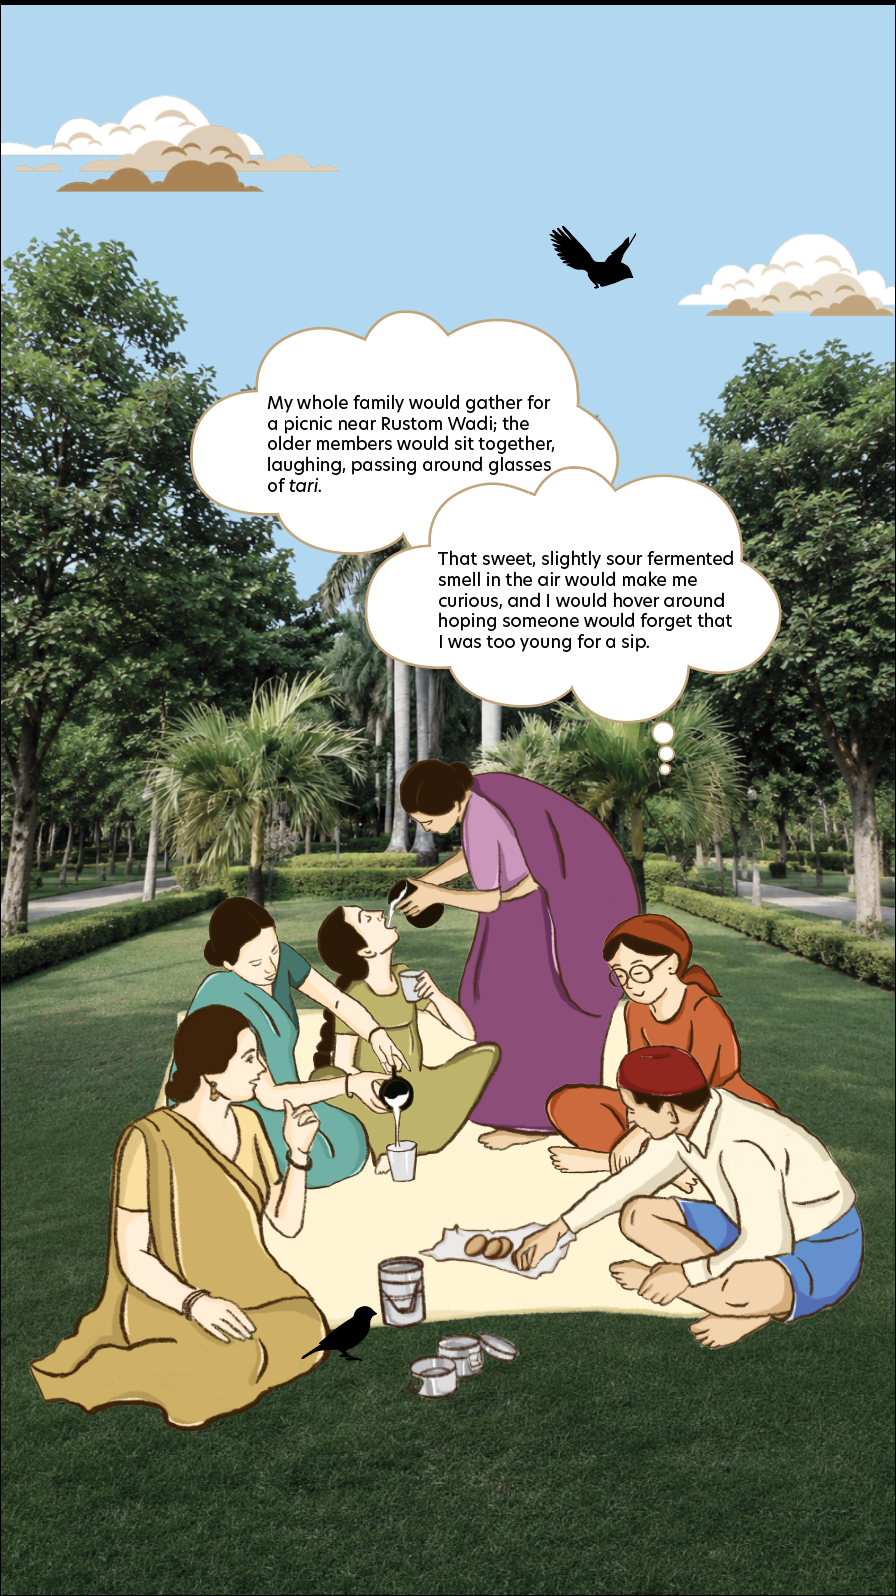 My whole family would gather for
a picnic near Rustom Wadi; the
older members would sit together,
laughing, passing around glasses
of tari.
That sweet, slightly sour fermented
smell in the air would make me
curious, and I would hover around
hoping someone would forget that
I was too young for a sip.